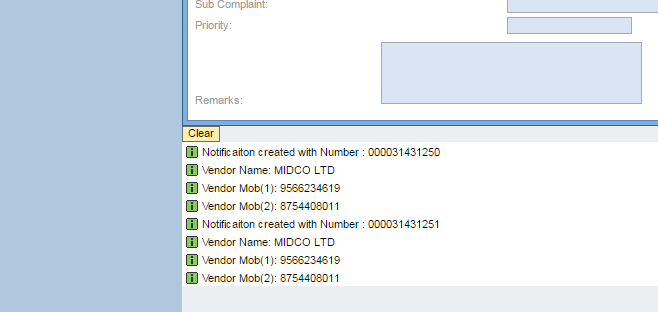 Sub Complaint:
Priority:
Remarks:
Clear
Notificaiton created with Number : 000031431250
Vendor Name: MIDCO LTD
Vendor Mob(1): 9566234619
Vendor Mob(2): 8754408011
Notificaiton created with Number : 000031431251
Vendor Name: MIDCO LTD
Vendor Mob(1): 9566234619
Vendor Mob(2): 8754408011